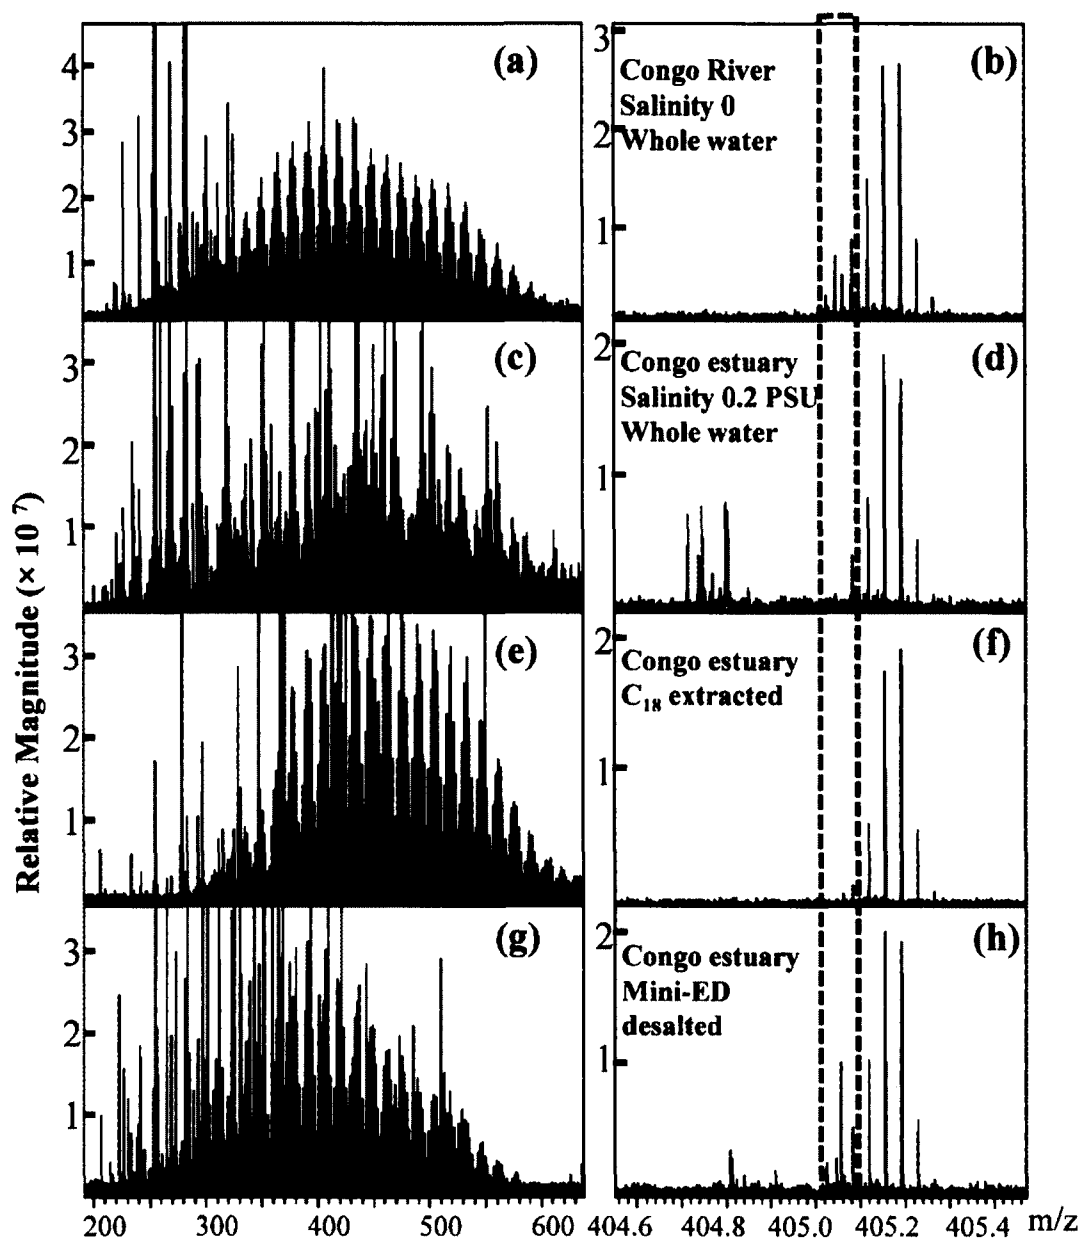 (a)
4
3
2
1
(b)
3
2
1
Congo River
Salinity 0
Whole water
(c)
3
2
1
(d)
2
1
Congo estuary
Salinity 0.2 PSU
Whole water
(e)
3
2
1
(f)
2
1
Congo estuary
C₁₈ extracted
(g)
3
2
1
(h)
2
1
Congo estuary
Mini-ED
desalted
Relative Magnitude (× 10⁷)
200 300 400 500 600
404.6 404.8 405.0 405.2 405.4 m/z